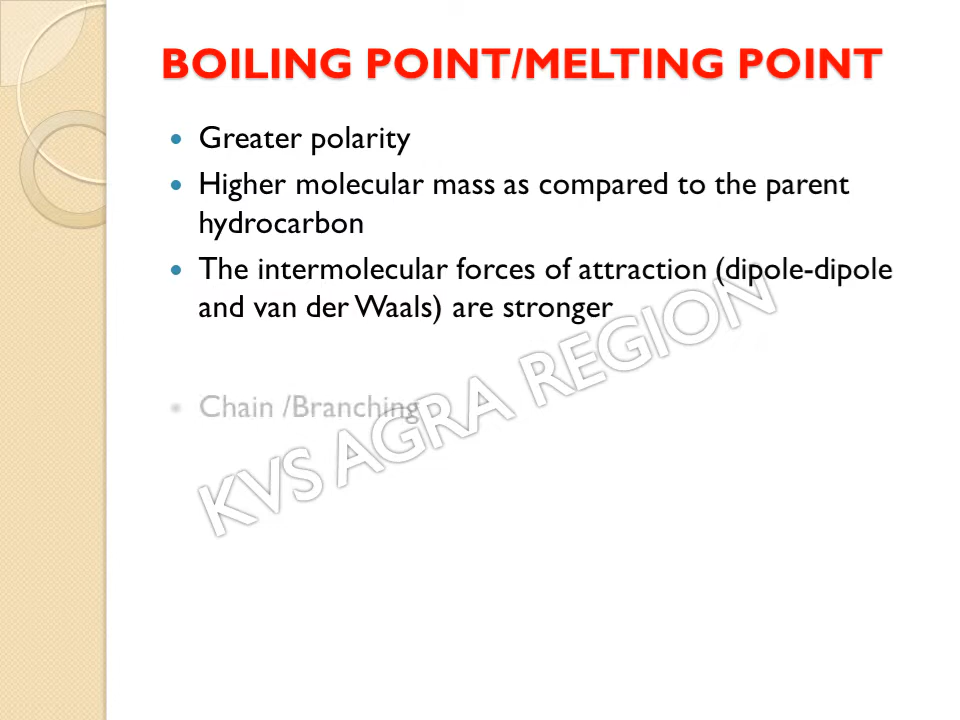 BOILING POINT/MELTING POINT
• Greater polarity
• Higher molecular mass as compared to the parent
hydrocarbon
• The intermolecular forces of attraction (dipole-dipole
and van der Waals) are stronger
• Chain /Branching
KVS AGRA REGION